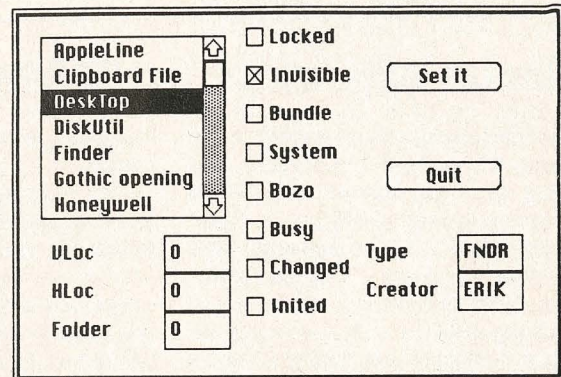 AppleLine
Clipboard File
DeskTop
DiskUtil
Finder
Gothic opening
Honeywell
VLoc 0
HLoc 0
Folder 0
Locked
Invisible
Bundle
System
Bozo
Busy
Changed
Inited
Set it
Quit
Type FNDR
Creator ERIK